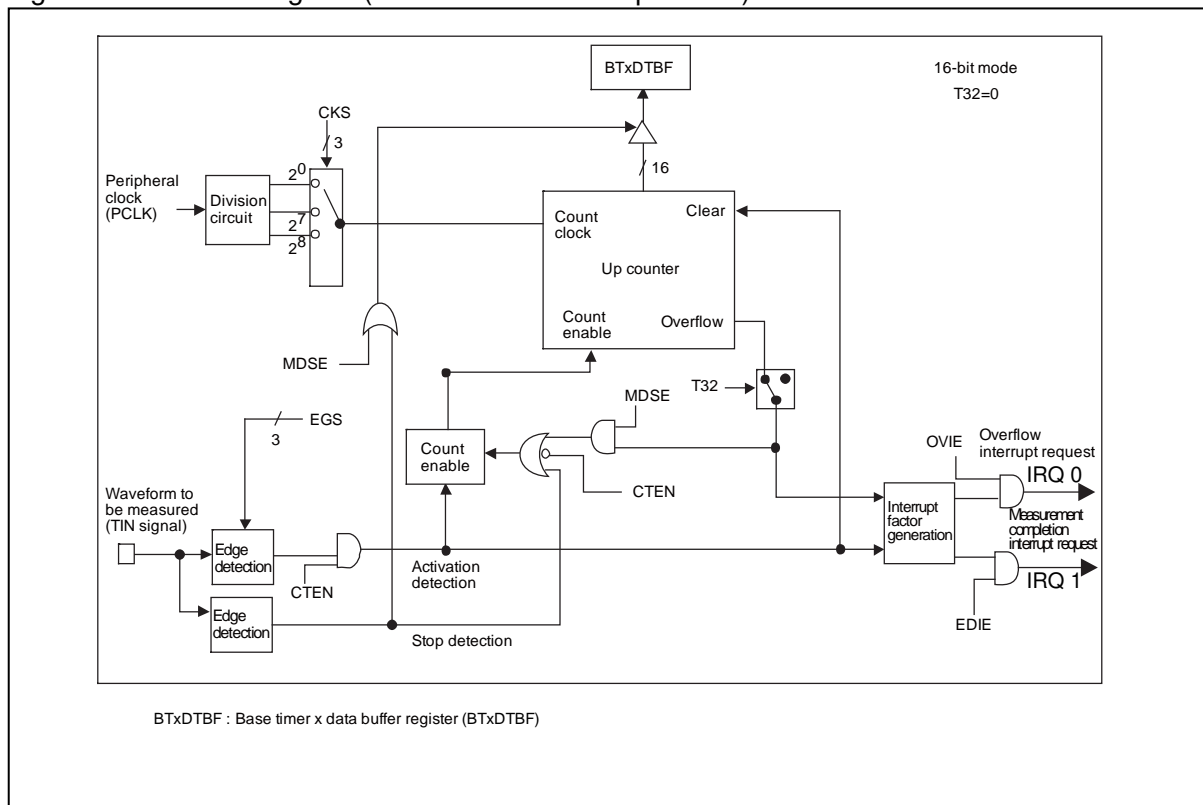 BTxDTBF
16-bit mode
T32=0
CKS
3
16
Peripheral
clock
(PCLK)
Division
circuit
2^0
2^7
2^8
Count
clock
Clear
Up counter
Count
enable
Overflow
MDSE
T32
MDSE
EGS
3
Count
enable
CTEN
OVIE
Overflow
interrupt request
IRQ 0
Waveform to
be measured
(TIN signal)
Interrupt
factor
generation
Measurement
completion
interrupt request
IRQ 1
Edge
detection
CTEN
Activation
detection
Edge
detection
Stop detection
EDIE
BTxDTBF : Base timer x data buffer register (BTxDTBF)